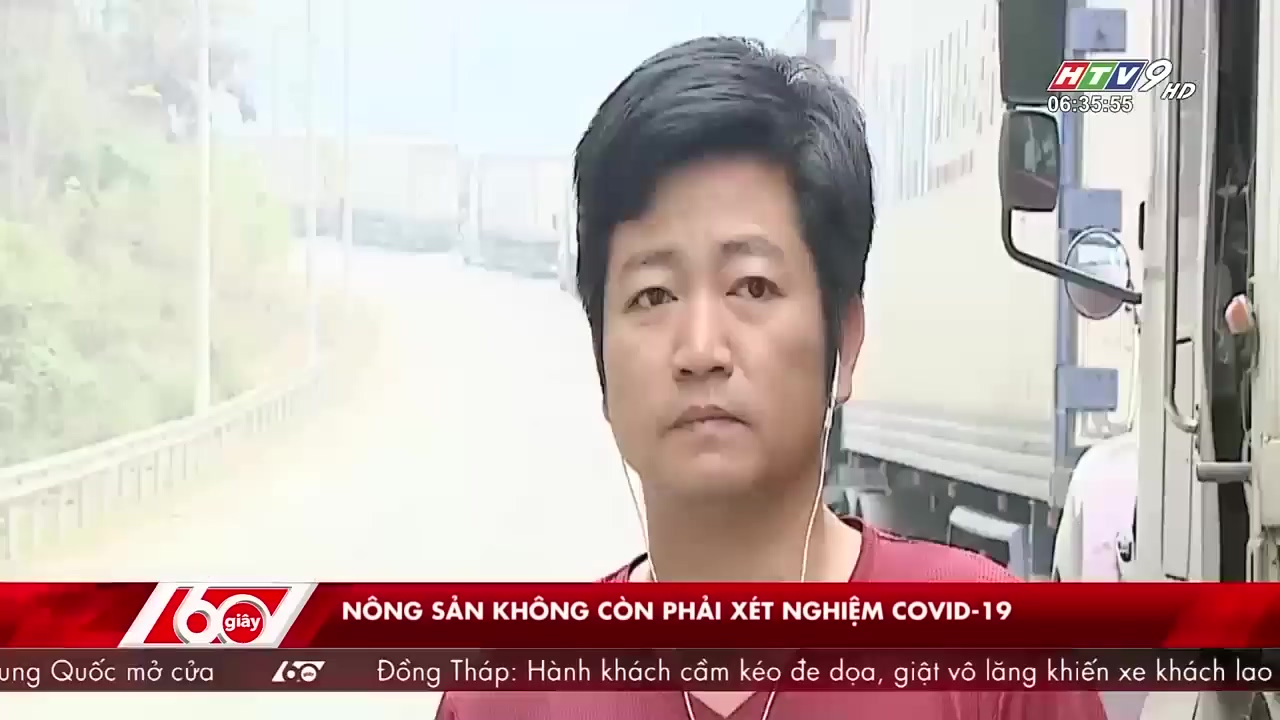 HTV9 HD
06:35:55
60 giây
NÔNG SẢN KHÔNG CÒN PHẢI XÉT NGHIỆM COVID-19
ung Quốc mở cửa 60 giây Đồng Tháp: Hành khách cầm kéo đe dọa, giật vô lăng khiến xe khách lao